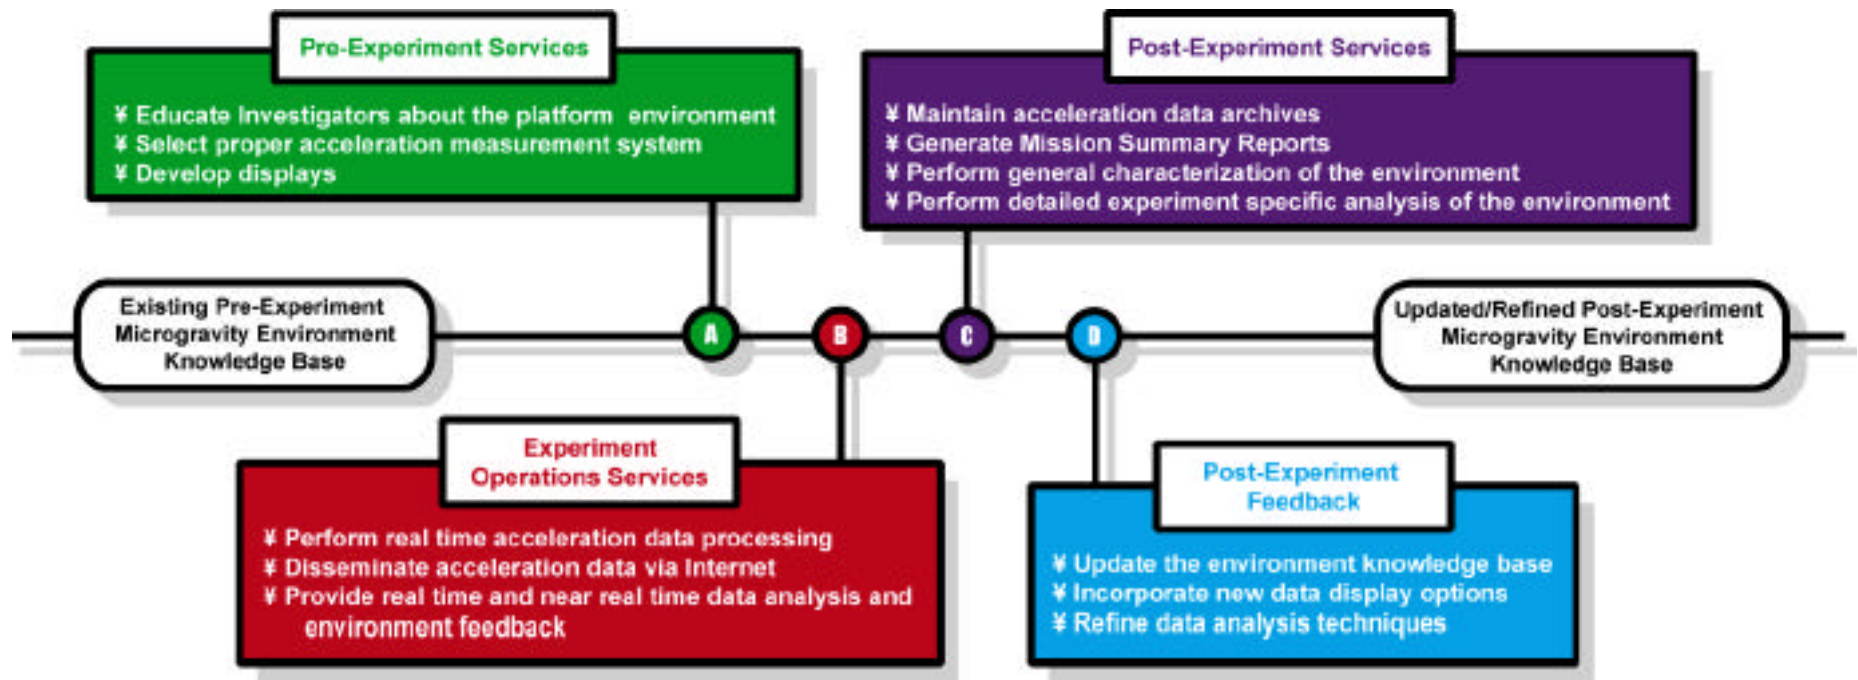 Pre-Experiment Services
¥ Educate Investigators about the platform environment
¥ Select proper acceleration measurement system
¥ Develop displays
Post-Experiment Services
¥ Maintain acceleration data archives
¥ Generate Mission Summary Reports
¥ Perform general characterization of the environment
¥ Perform detailed experiment specific analysis of the environment
Existing Pre-Experiment
Microgravity Environment
Knowledge Base
A
B
C
D
Updated/Refined Post-Experiment
Microgravity Environment
Knowledge Base
Experiment
Operations Services
¥ Perform real time acceleration data processing
¥ Disseminate acceleration data via Internet
¥ Provide real time and near real time data analysis and
environment feedback
Post-Experiment
Feedback
¥ Update the environment knowledge base
¥ Incorporate new data display options
¥ Refine data analysis techniques